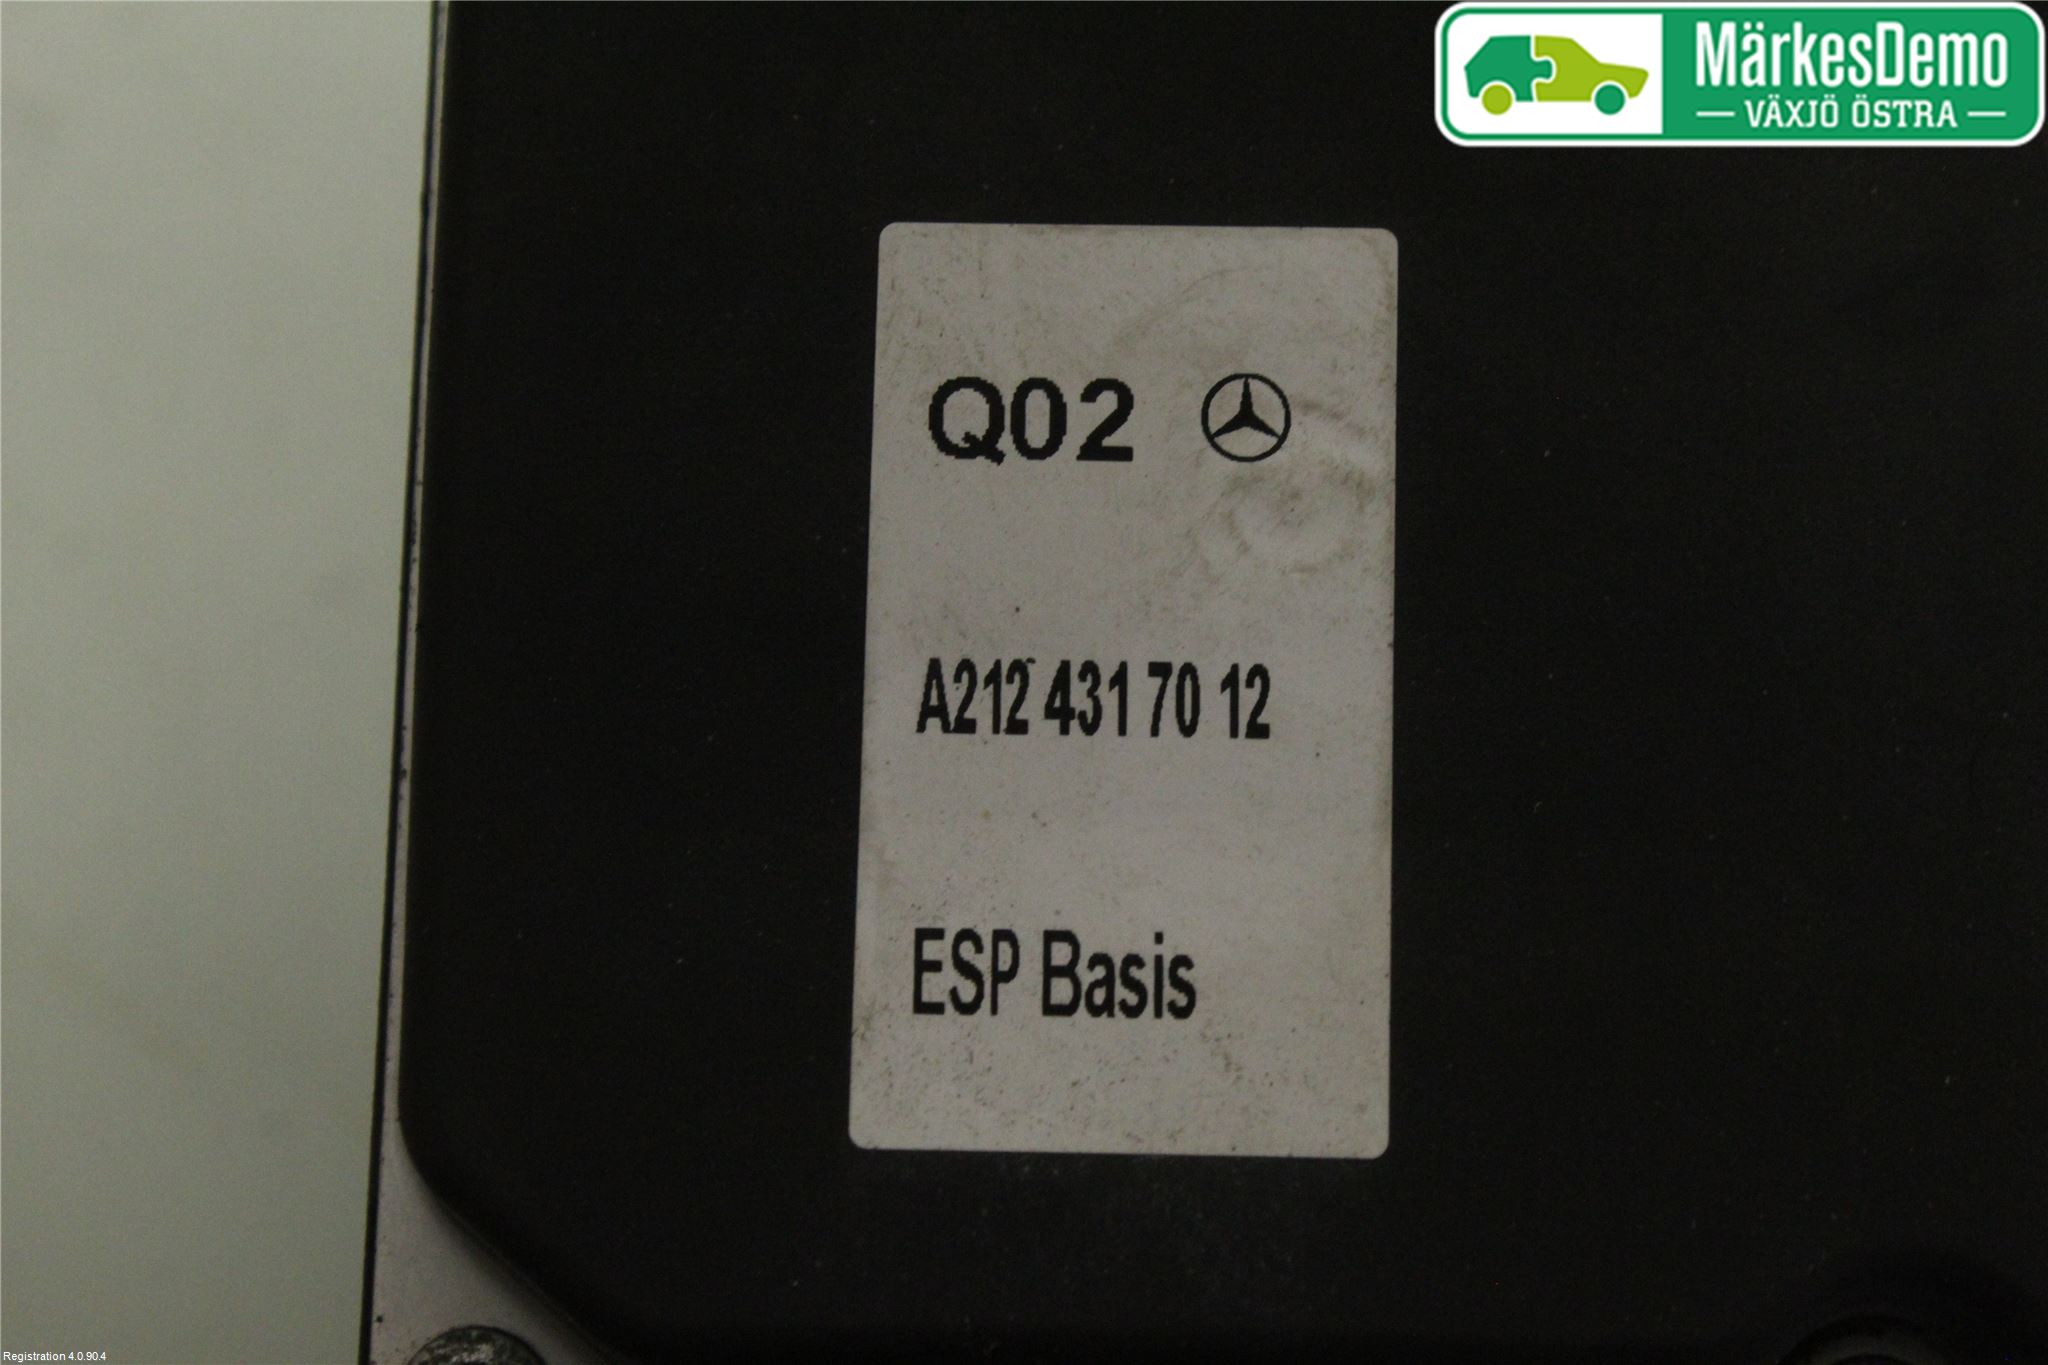 MärkesDemo
VÄXJÖ ÖSTRA
Q02
A212 431 70 12
ESP Basis
Registration 4.0.90.4